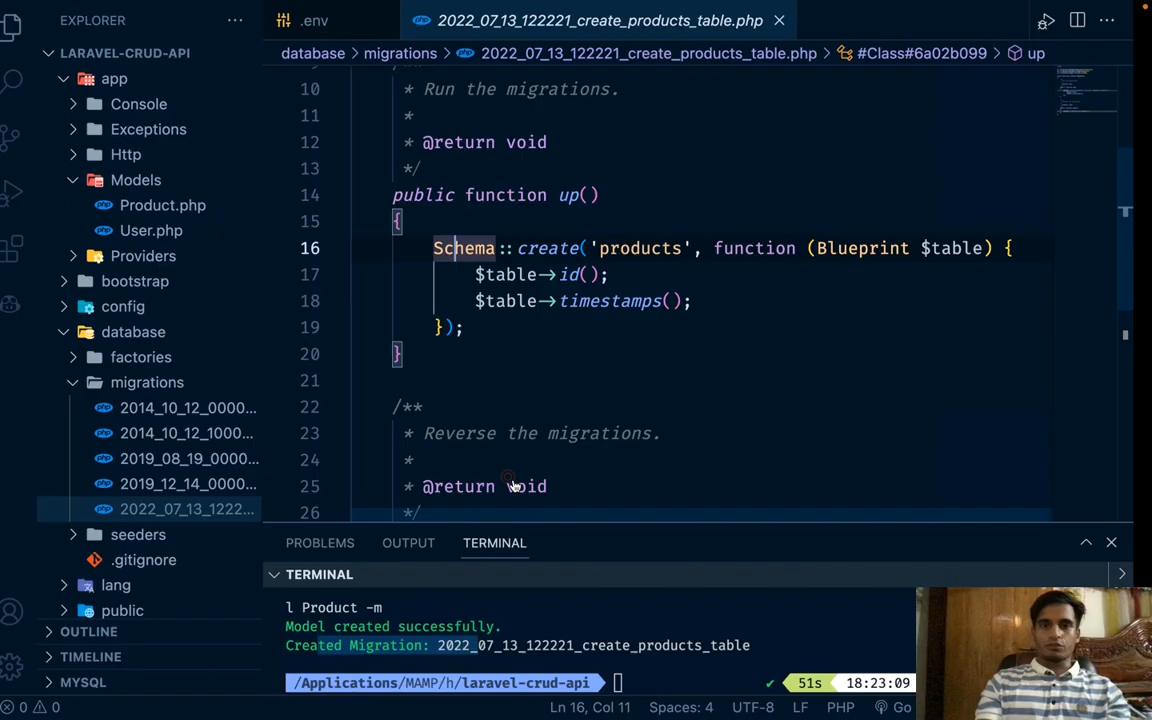 EXPLORER
LARAVEL-CRUD-API
app
Console
Exceptions
Http
Models
Product.php
User.php
Providers
bootstrap
config
database
factories
migrations
2014_10_12_0000...
2014_10_12_1000...
2019_08_19_0000...
2019_12_14_0000...
2022_07_13_1222...
seeders
.gitignore
lang
public
OUTLINE
TIMELINE
MYSQL
.env
2022_07_13_122221_create_products_table.php
database > migrations > 2022_07_13_122221_create_products_table.php > #Class#6a02b099 > up
10 * Run the migrations.
11 *
12 * @return void
13 */
14 public function up()
15 {
16 Schema::create('products', function (Blueprint $table) {
17 $table->id();
18 $table->timestamps();
19 });
20 }
21
22 /**
23 * Reverse the migrations.
24 *
25 * @return void
26 */
PROBLEMS OUTPUT TERMINAL
TERMINAL
l Product -m
Model created successfully.
Created Migration: 2022_07_13_122221_create_products_table
/Applications/MAMP/h/laravel-crud-api 51s 18:23:09
0 0 Ln 16, Col 11 Spaces: 4 UTF-8 LF PHP Go